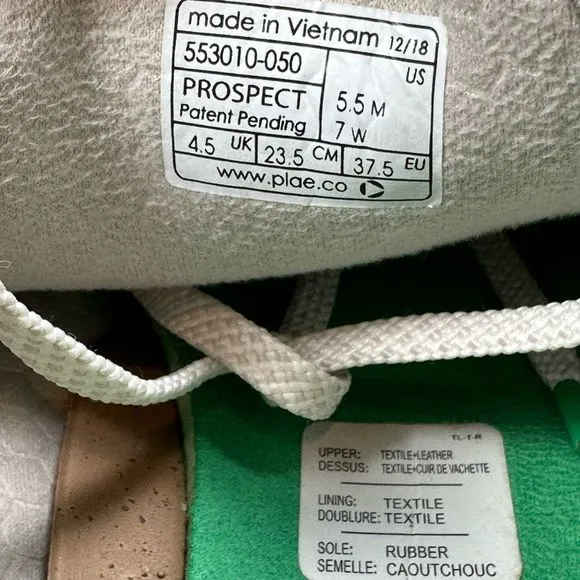 made in Vietnam 12/18
553010-050
US
PROSPECT
Patent Pending
5.5 M
7 W
4.5 UK 23.5 CM 37.5 EU
www.plae.co
TL-T-R
UPPER: TEXTILE+LEATHER
DESSUS: TEXTILE+CUIR DE VACHETTE
LINING: TEXTILE
DOUBLURE: TEXTILE
SOLE: RUBBER
SEMELLE: CAOUTCHOUC